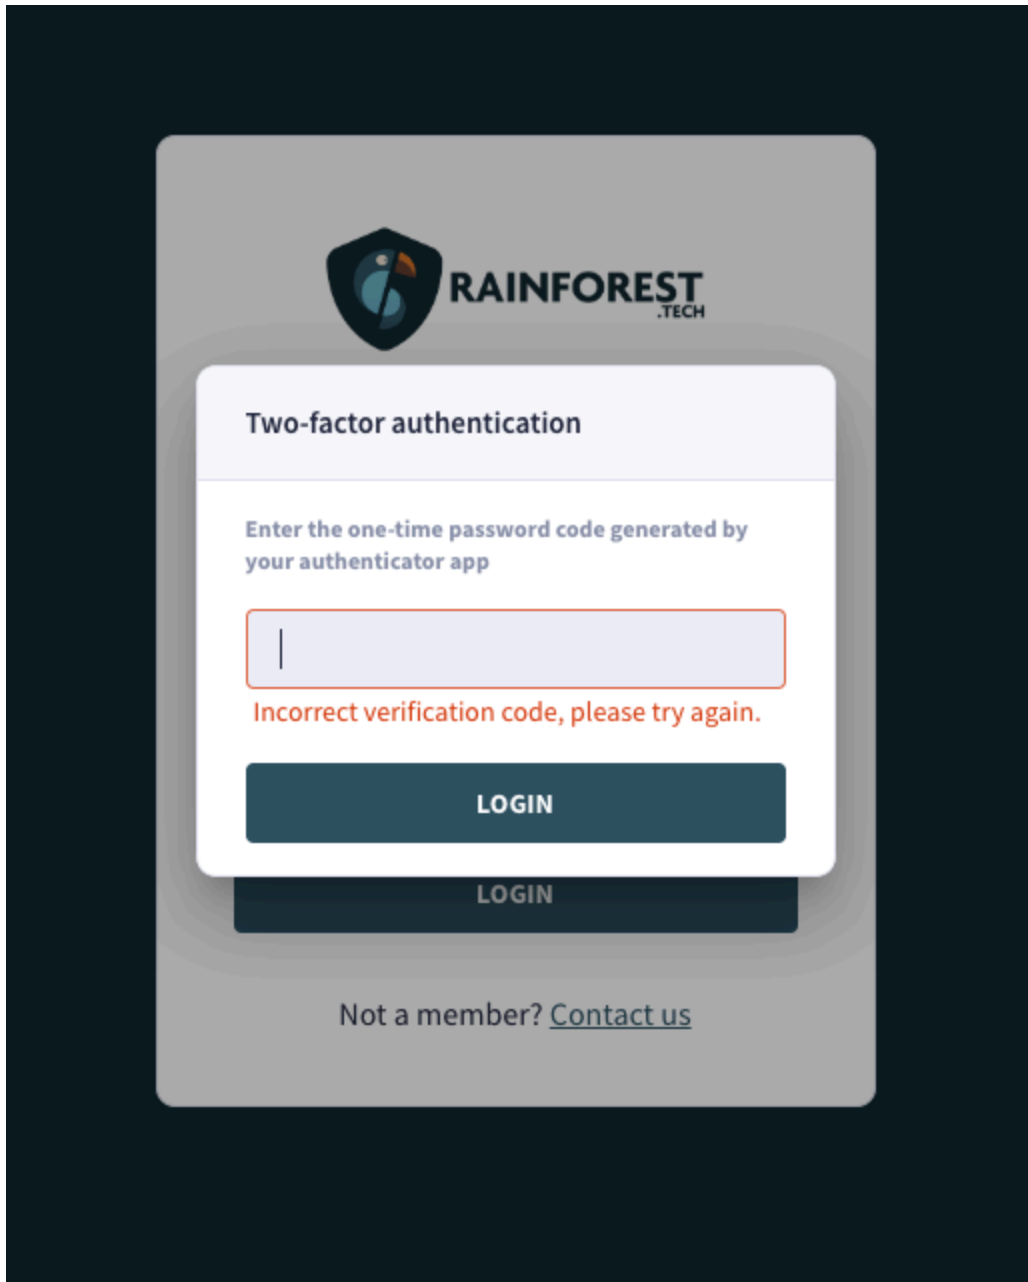 RAINFOREST
.TECH
Two-factor authentication
Enter the one-time password code generated by
your authenticator app
Incorrect verification code, please try again.
LOGIN
LOGIN
Not a member? Contact us